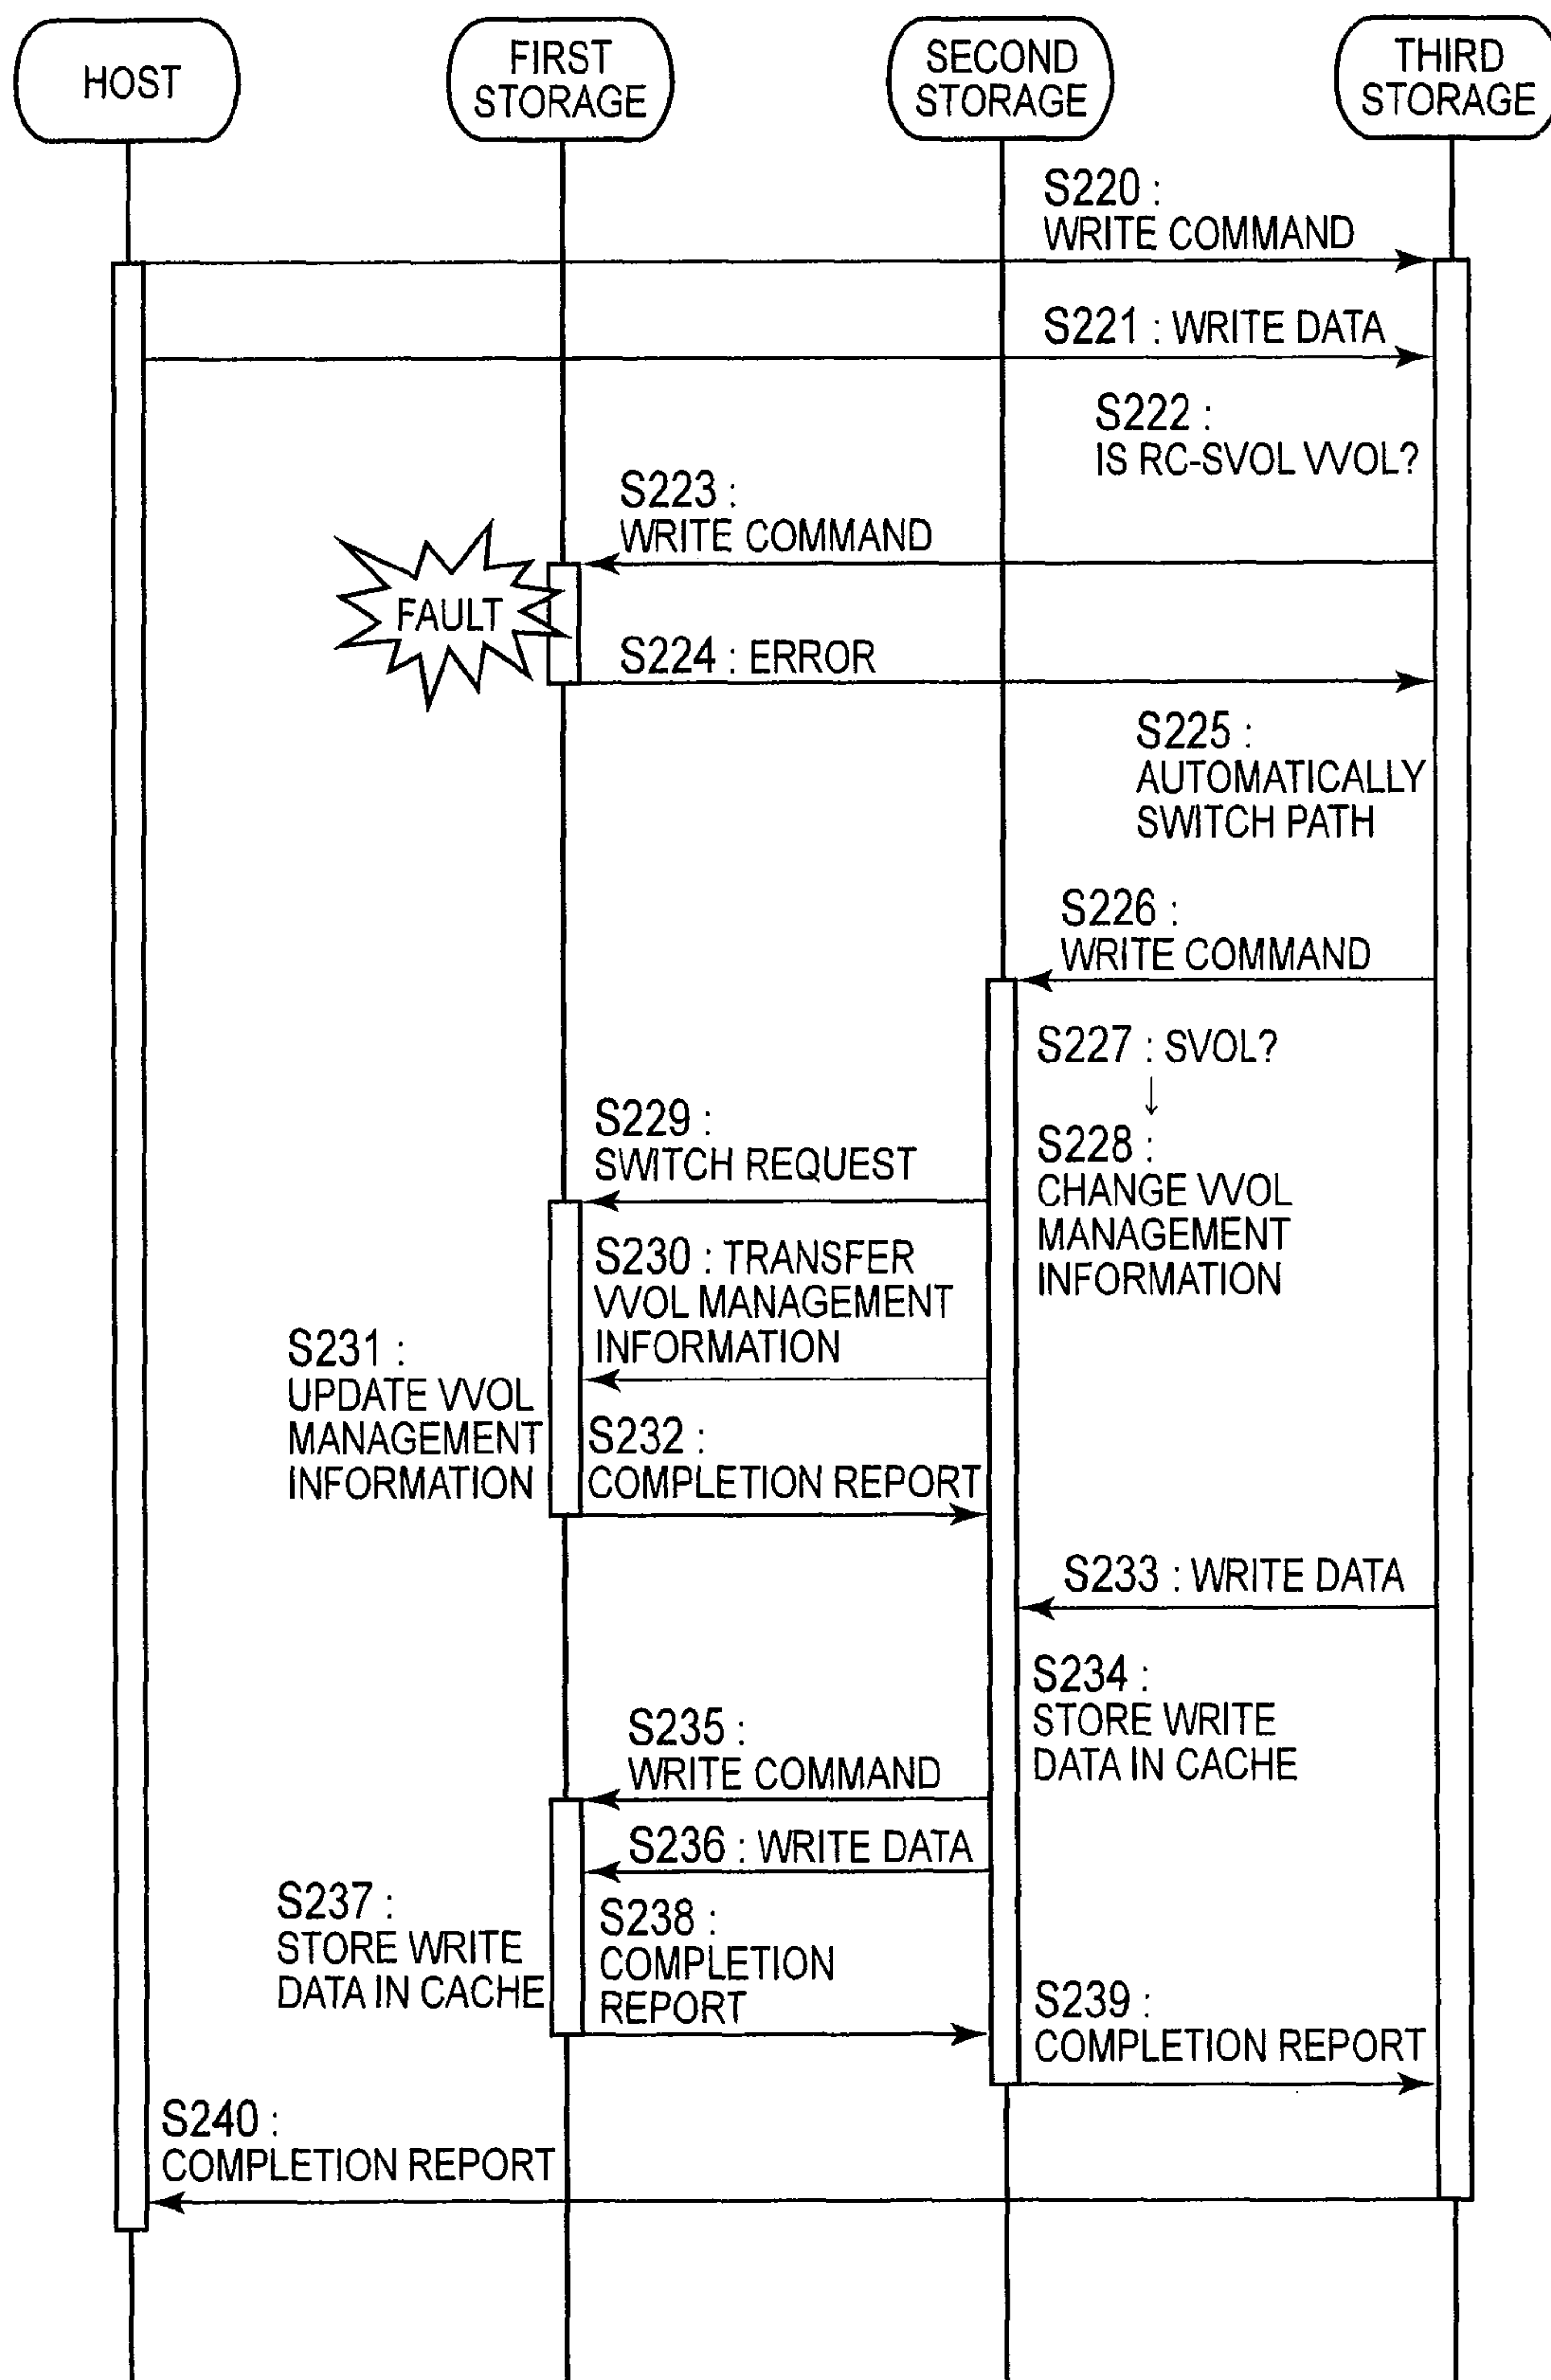 HOST
FIRST
STORAGE
SECOND
STORAGE
THIRD
STORAGE
S220 :
WRITE COMMAND
S221 : WRITE DATA
S222 :
IS RC-SVOL VVOL?
S223 :
WRITE COMMAND
FAULT
S224 : ERROR
S225 :
AUTOMATICALLY
SWITCH PATH
S226 :
WRITE COMMAND
S227 : SVOL?
↓
S228 :
CHANGE VVOL
MANAGEMENT
INFORMATION
S229 :
SWITCH REQUEST
S230 : TRANSFER
VVOL MANAGEMENT
INFORMATION
S231 :
UPDATE VVOL
MANAGEMENT
INFORMATION
S232 :
COMPLETION REPORT
S233 : WRITE DATA
S234 :
STORE WRITE
DATA IN CACHE
S235 :
WRITE COMMAND
S236 : WRITE DATA
S237 :
STORE WRITE
DATA IN CACHE
S238 :
COMPLETION
REPORT
S239 :
COMPLETION REPORT
S240 :
COMPLETION REPORT